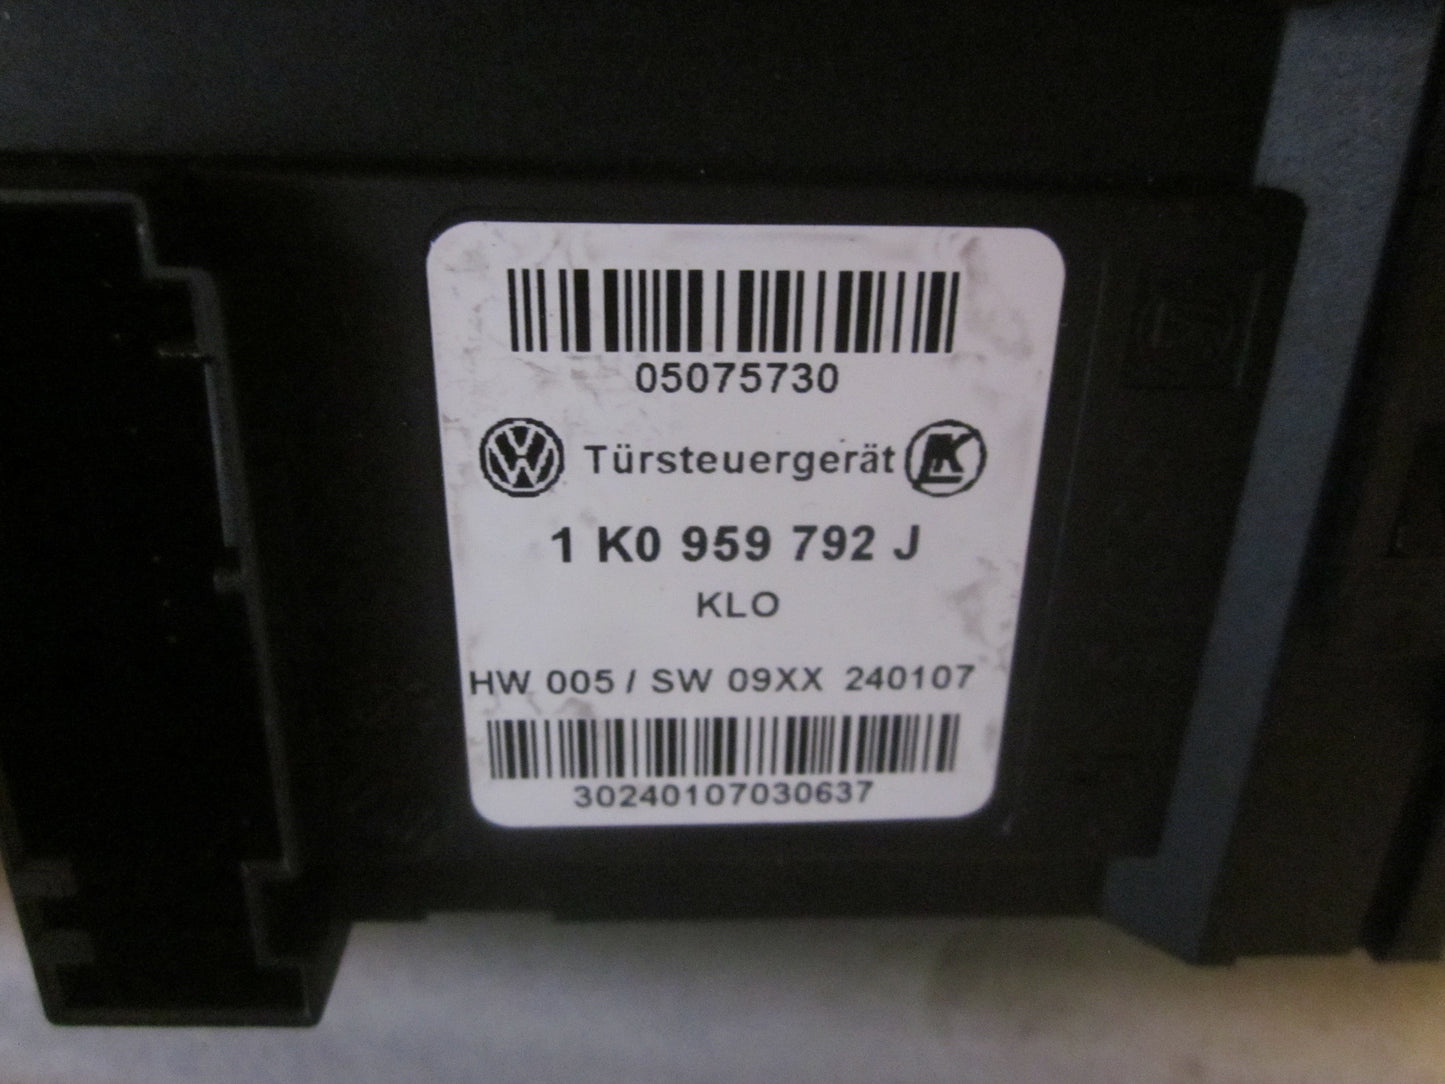 05075730
Türsteuergerät
1 K0 959 792 J
KLO
HW 005 / SW 09XX 240107
30240107030637